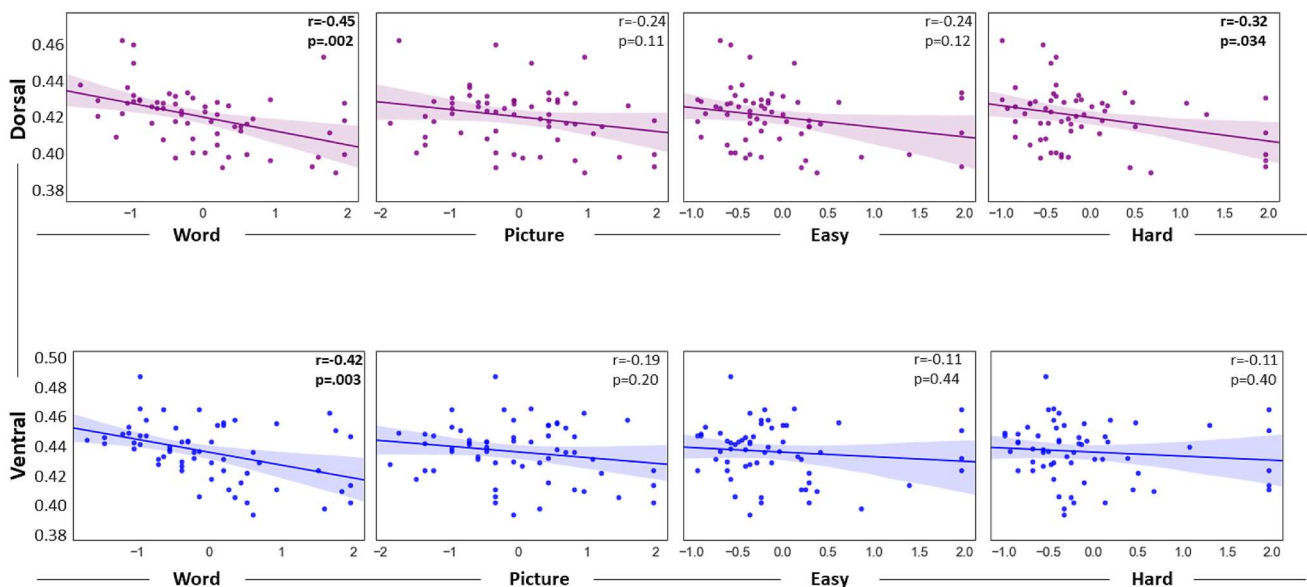 r=-0.45
p=.002
r=-0.24
p=0.11
r=-0.24
p=0.12
r=-0.32
p=.034
Dorsal
0.46
0.44
0.42
0.40
0.38
−1 0 1 2
−2 −1 0 1 2
−1.0 −0.5 0.0 0.5 1.0 1.5 2.0
−1.0 −0.5 0.0 0.5 1.0 1.5 2.0
Word Picture Easy Hard
r=-0.42
p=.003
r=-0.19
p=0.20
r=-0.11
p=0.44
r=-0.11
p=0.40
Ventral
0.50
0.48
0.46
0.44
0.42
0.40
0.38
−1 0 1 2
−2 −1 0 1 2
−1.0 −0.5 0.0 0.5 1.0 1.5 2.0
−1.0 −0.5 0.0 0.5 1.0 1.5 2.0
Word Picture Easy Hard